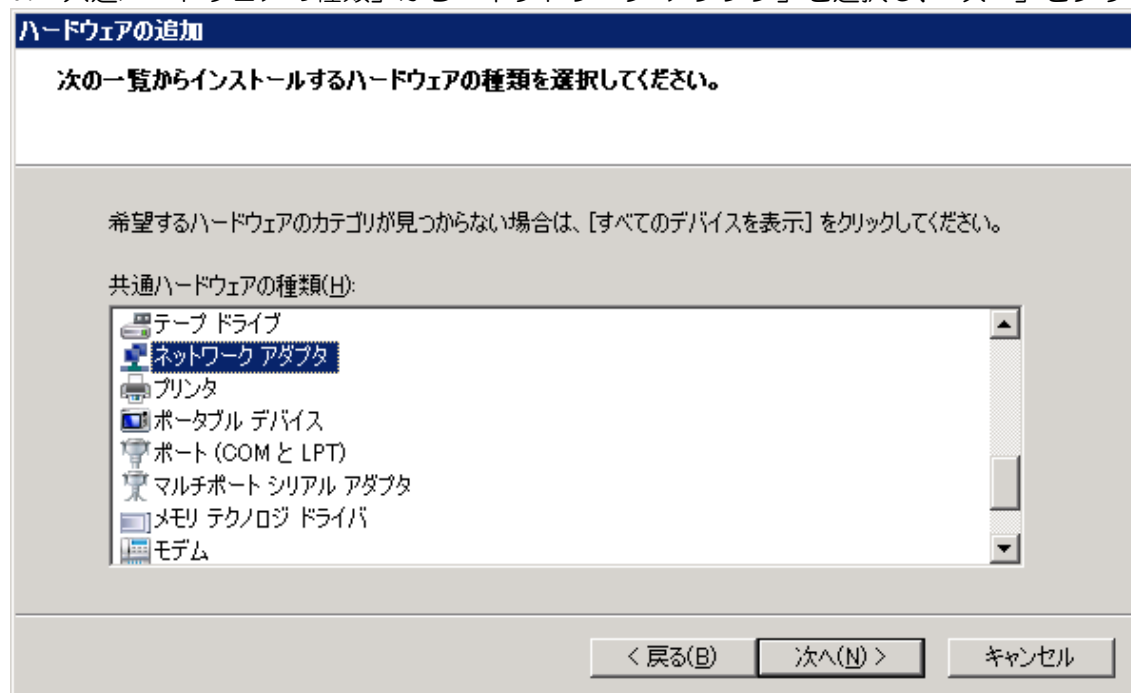 ハードウェアの追加
次の一覧からインストールするハードウェアの種類を選択してください。
希望するハードウェアのカテゴリが見つからない場合は、[すべてのデバイスを表示] をクリックしてください。
共通ハードウェアの種類(H):
テープ ドライブ
ネットワーク アダプタ
プリンタ
ポータブル デバイス
ポート (COM と LPT)
マルチポート シリアル アダプタ
メモリ テクノロジ ドライバ
モデム
< 戻る(B) 次へ(N) > キャンセル